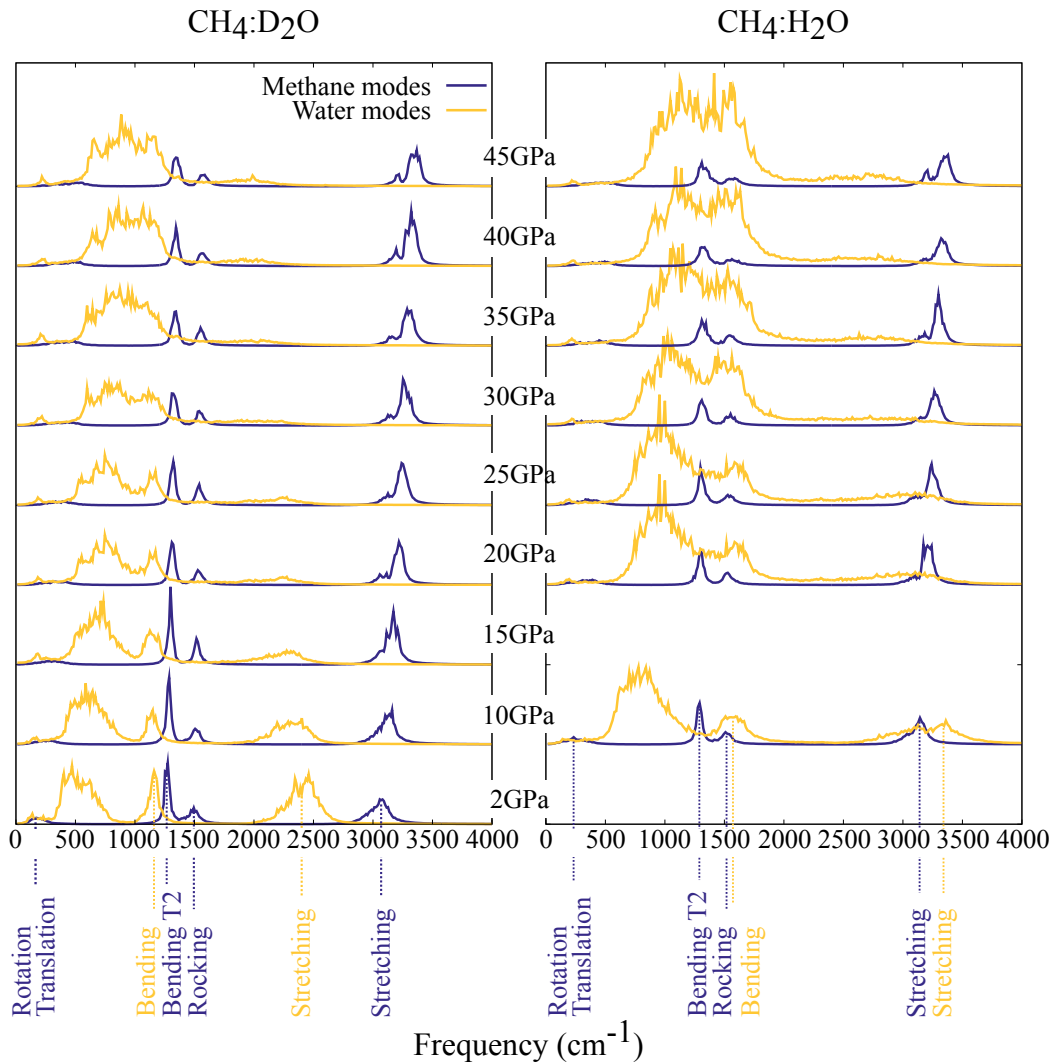 CH4:D2O
CH4:H2O
Methane modes
Water modes
45GPa
40GPa
35GPa
30GPa
25GPa
20GPa
15GPa
10GPa
2GPa
0 500 1000 1500 2000 2500 3000 3500 4000
0 500 1000 1500 2000 2500 3000 3500 4000
Rotation
Translation
Bending
Bending T2
Rocking
Stretching
Stretching
Rotation
Translation
Bending T2
Rocking
Bending
Stretching
Stretching
Frequency (cm-1)